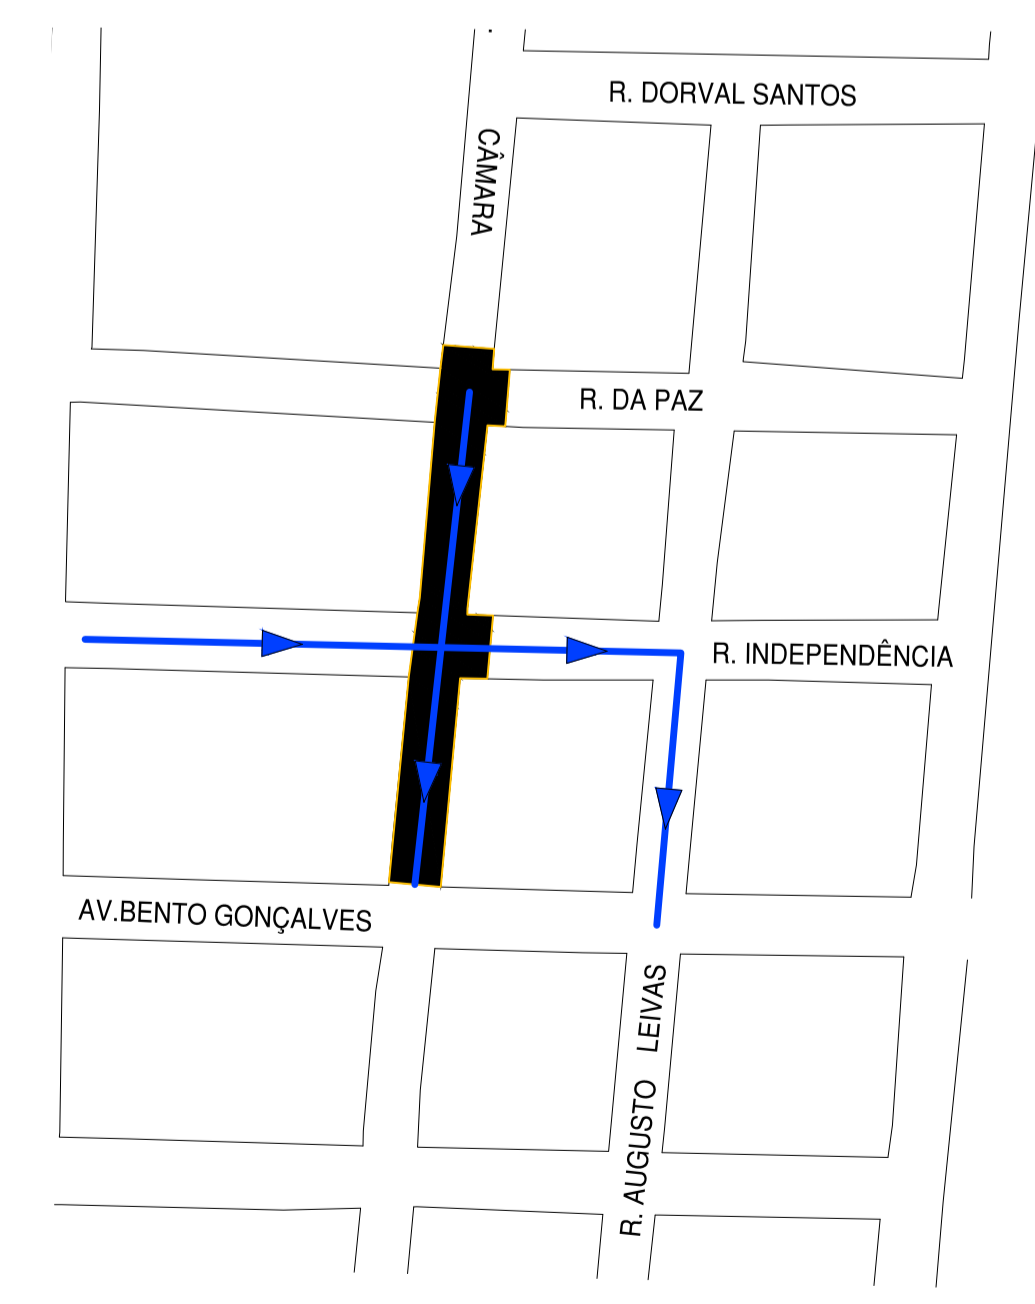 R. DORVAL SANTOS
CÂMARA
R. DA PAZ
R. INDEPENDÊNCIA
AV.BENTO GONÇALVES
R. AUGUSTO LEIVAS